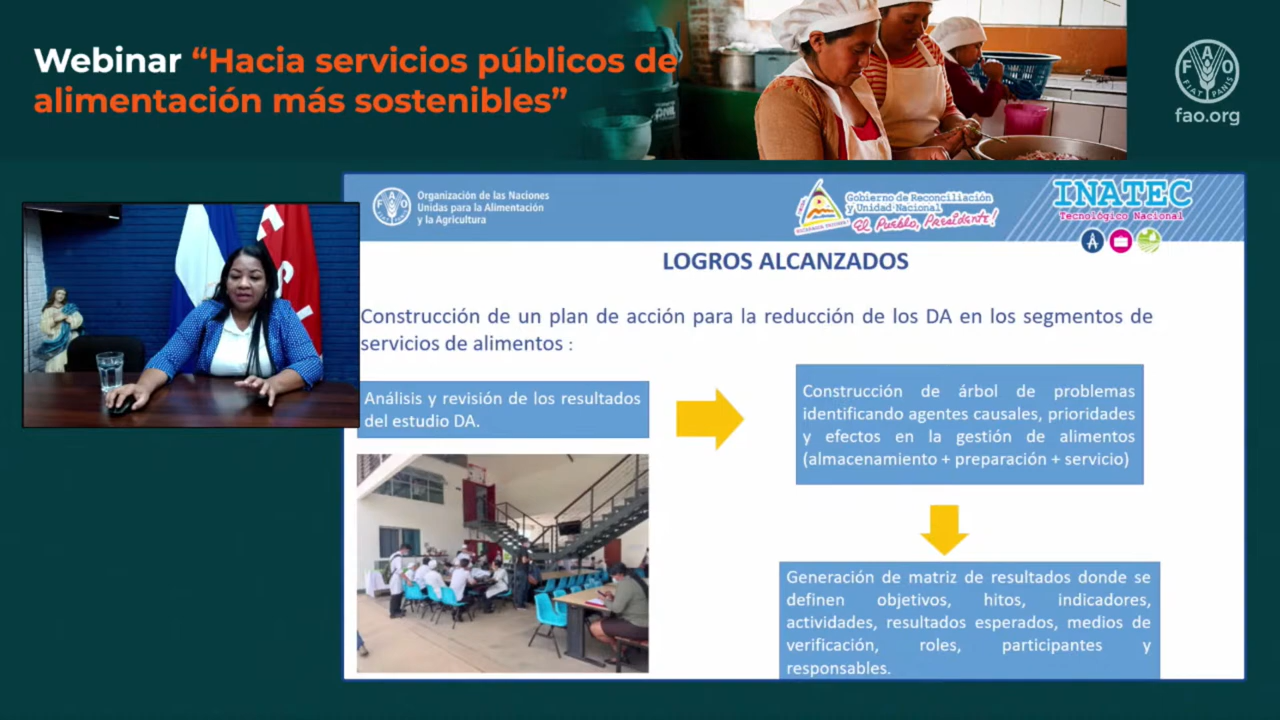 Webinar “Hacia servicios públicos de
alimentación más sostenibles”
FAO
FIAT PANIS
fao.org
FAO
Organización de las Naciones
Unidas para la Alimentación
y la Agricultura
Gobierno de Reconciliación
y Unidad Nacional
El Pueblo, Presidente!
INATEC
Tecnológico Nacional
LOGROS ALCANZADOS
Construcción de un plan de acción para la reducción de los DA en los segmentos de
servicios de alimentos :
Análisis y revisión de los resultados
del estudio DA.
Construcción de árbol de problemas
identificando agentes causales, prioridades
y efectos en la gestión de alimentos
(almacenamiento + preparación + servicio)
Generación de matriz de resultados donde se
definen objetivos, hitos, indicadores,
actividades, resultados esperados, medios de
verificación, roles, participantes y
responsables.